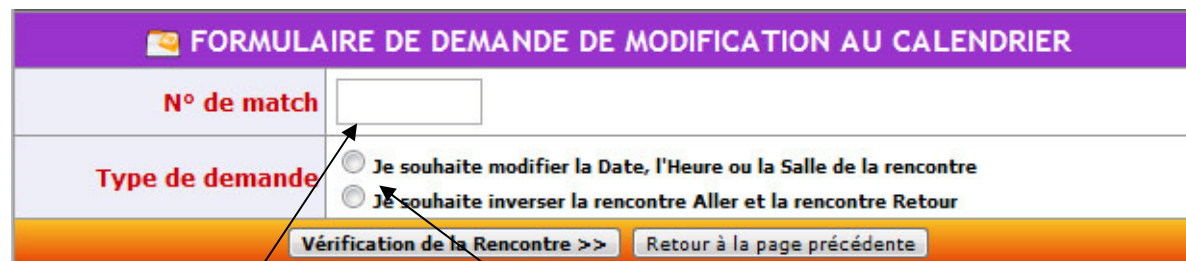 FORMULAIRE DE DEMANDE DE MODIFICATION AU CALENDRIER
N° de match
Type de demande
Je souhaite modifier la Date, l'Heure ou la Salle de la rencontre
Je souhaite inverser la rencontre Aller et la rencontre Retour
Vérification de la Rencontre >> Retour à la page précédente